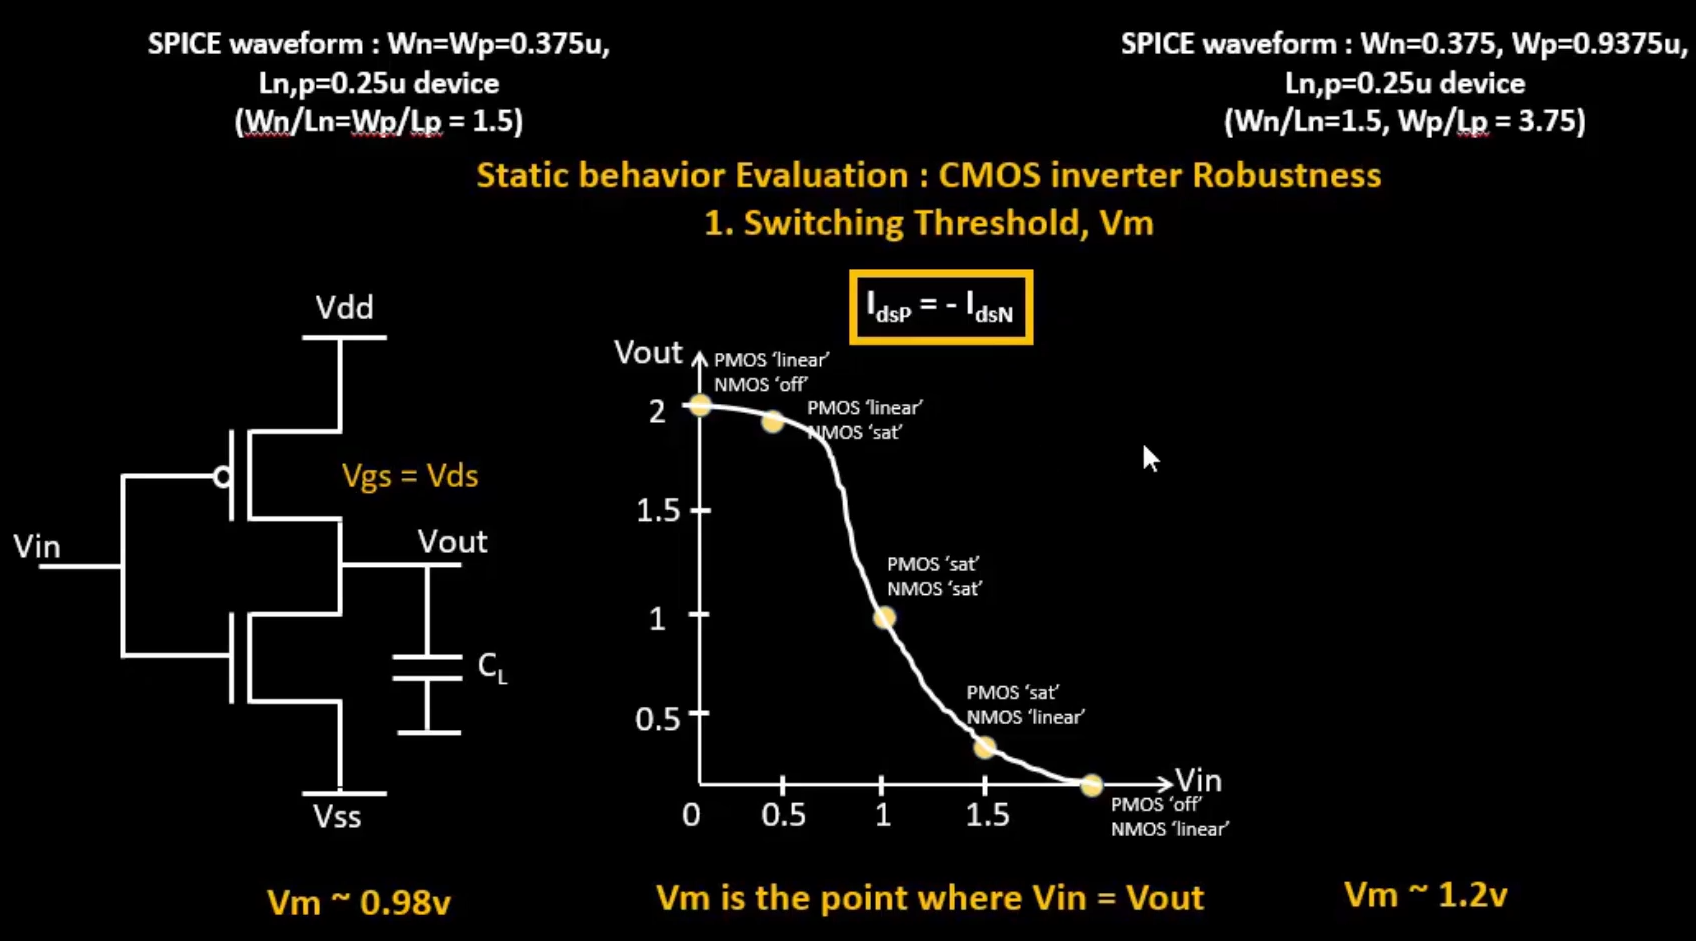 SPICE waveform : Wn=Wp=0.375u,
Ln,p=0.25u device
(Wn/Ln=Wp/Lp = 1.5)
SPICE waveform : Wn=0.375, Wp=0.9375u,
Ln,p=0.25u device
(Wn/Ln=1.5, Wp/Lp = 3.75)
Static behavior Evaluation : CMOS inverter Robustness
1. Switching Threshold, Vm
IdsP = - IdsN
Vdd
Vgs = Vds
Vin
Vout
CL
Vss
Vout
PMOS ‘linear’
NMOS ‘off’
2
PMOS ‘linear’
NMOS ‘sat’
1.5
PMOS ‘sat’
NMOS ‘sat’
1
PMOS ‘sat’
NMOS ‘linear’
0.5
Vin
PMOS ‘off’
NMOS ‘linear’
0 0.5 1 1.5
Vm ~ 0.98v
Vm is the point where Vin = Vout
Vm ~ 1.2v